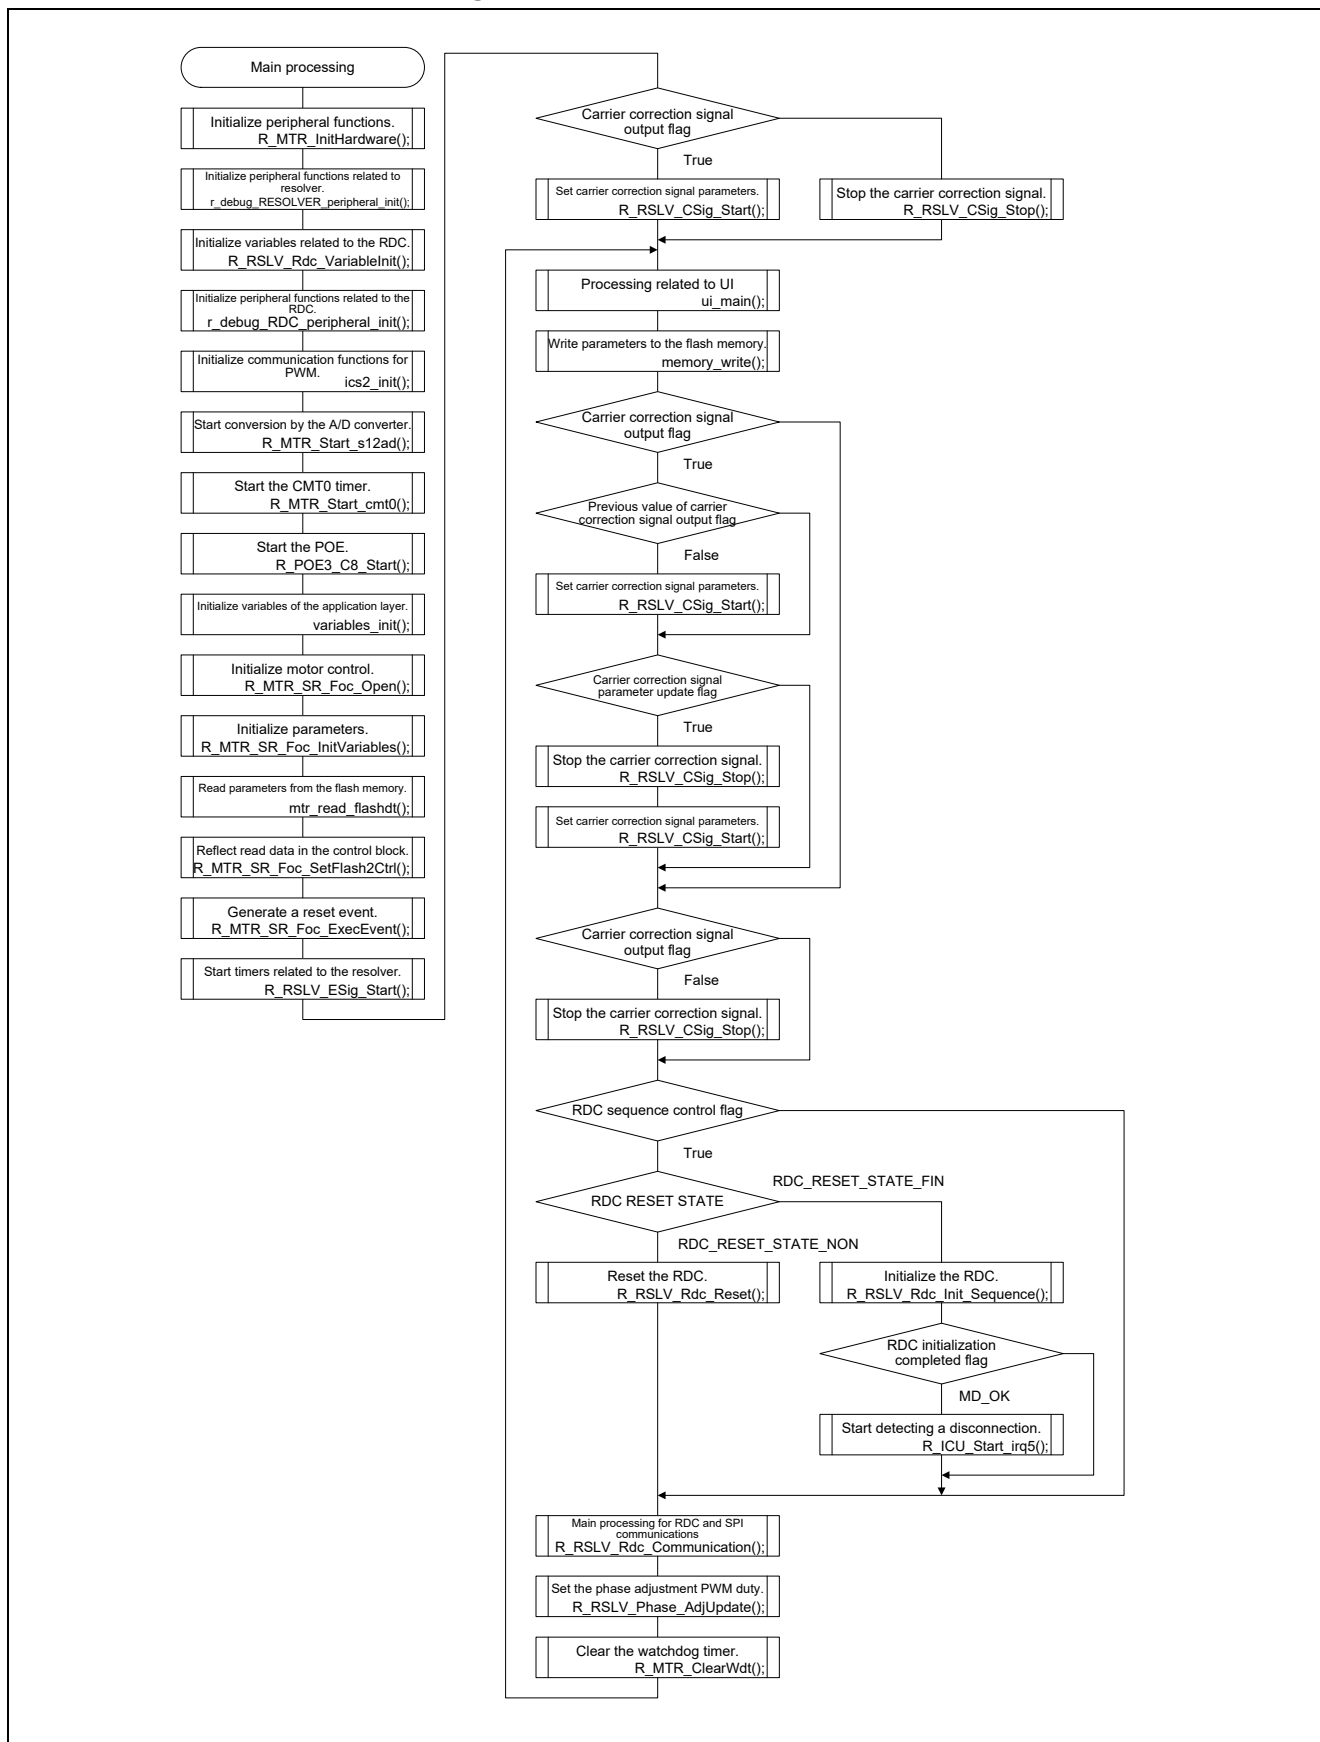 Main processing
Initialize peripheral functions.
R_MTR_InitHardware();
Initialize peripheral functions related to
resolver.
r_debug_RESOLVER_peripheral_init();
Initialize variables related to the RDC.
R_RSLV_Rdc_VariableInit();
Initialize peripheral functions related to the
RDC.
r_debug_RDC_peripheral_init();
Initialize communication functions for
PWM.
ics2_init();
Start conversion by the A/D converter.
R_MTR_Start_s12ad();
Start the CMT0 timer.
R_MTR_Start_cmt0();
Start the POE.
R_POE3_C8_Start();
Initialize variables of the application layer.
variables_init();
Initialize motor control.
R_MTR_SR_Foc_Open();
Initialize parameters.
R_MTR_SR_Foc_InitVariables();
Read parameters from the flash memory.
mtr_read_flashdt();
Reflect read data in the control block.
R_MTR_SR_Foc_SetFlash2Ctrl();
Generate a reset event.
R_MTR_SR_Foc_ExecEvent();
Start timers related to the resolver.
R_RSLV_ESig_Start();
Carrier correction signal
output flag
True
Set carrier correction signal parameters.
R_RSLV_CSig_Start();
Stop the carrier correction signal.
R_RSLV_CSig_Stop();
Processing related to UI
ui_main();
Write parameters to the flash memory.
memory_write();
Carrier correction signal
output flag
True
Previous value of carrier
correction signal output flag
False
Set carrier correction signal parameters.
R_RSLV_CSig_Start();
Carrier correction signal
parameter update flag
True
Stop the carrier correction signal.
R_RSLV_CSig_Stop();
Set carrier correction signal parameters.
R_RSLV_CSig_Start();
Carrier correction signal
output flag
False
Stop the carrier correction signal.
R_RSLV_CSig_Stop();
RDC sequence control flag
True
RDC RESET STATE
RDC_RESET_STATE_FIN
RDC_RESET_STATE_NON
Reset the RDC.
R_RSLV_Rdc_Reset();
Initialize the RDC.
R_RSLV_Rdc_Init_Sequence();
RDC initialization
completed flag
MD_OK
Start detecting a disconnection.
R_ICU_Start_irq5();
Main processing for RDC and SPI
communications
R_RSLV_Rdc_Communication();
Set the phase adjustment PWM duty.
R_RSLV_Phase_AdjUpdate();
Clear the watchdog timer.
R_MTR_ClearWdt();